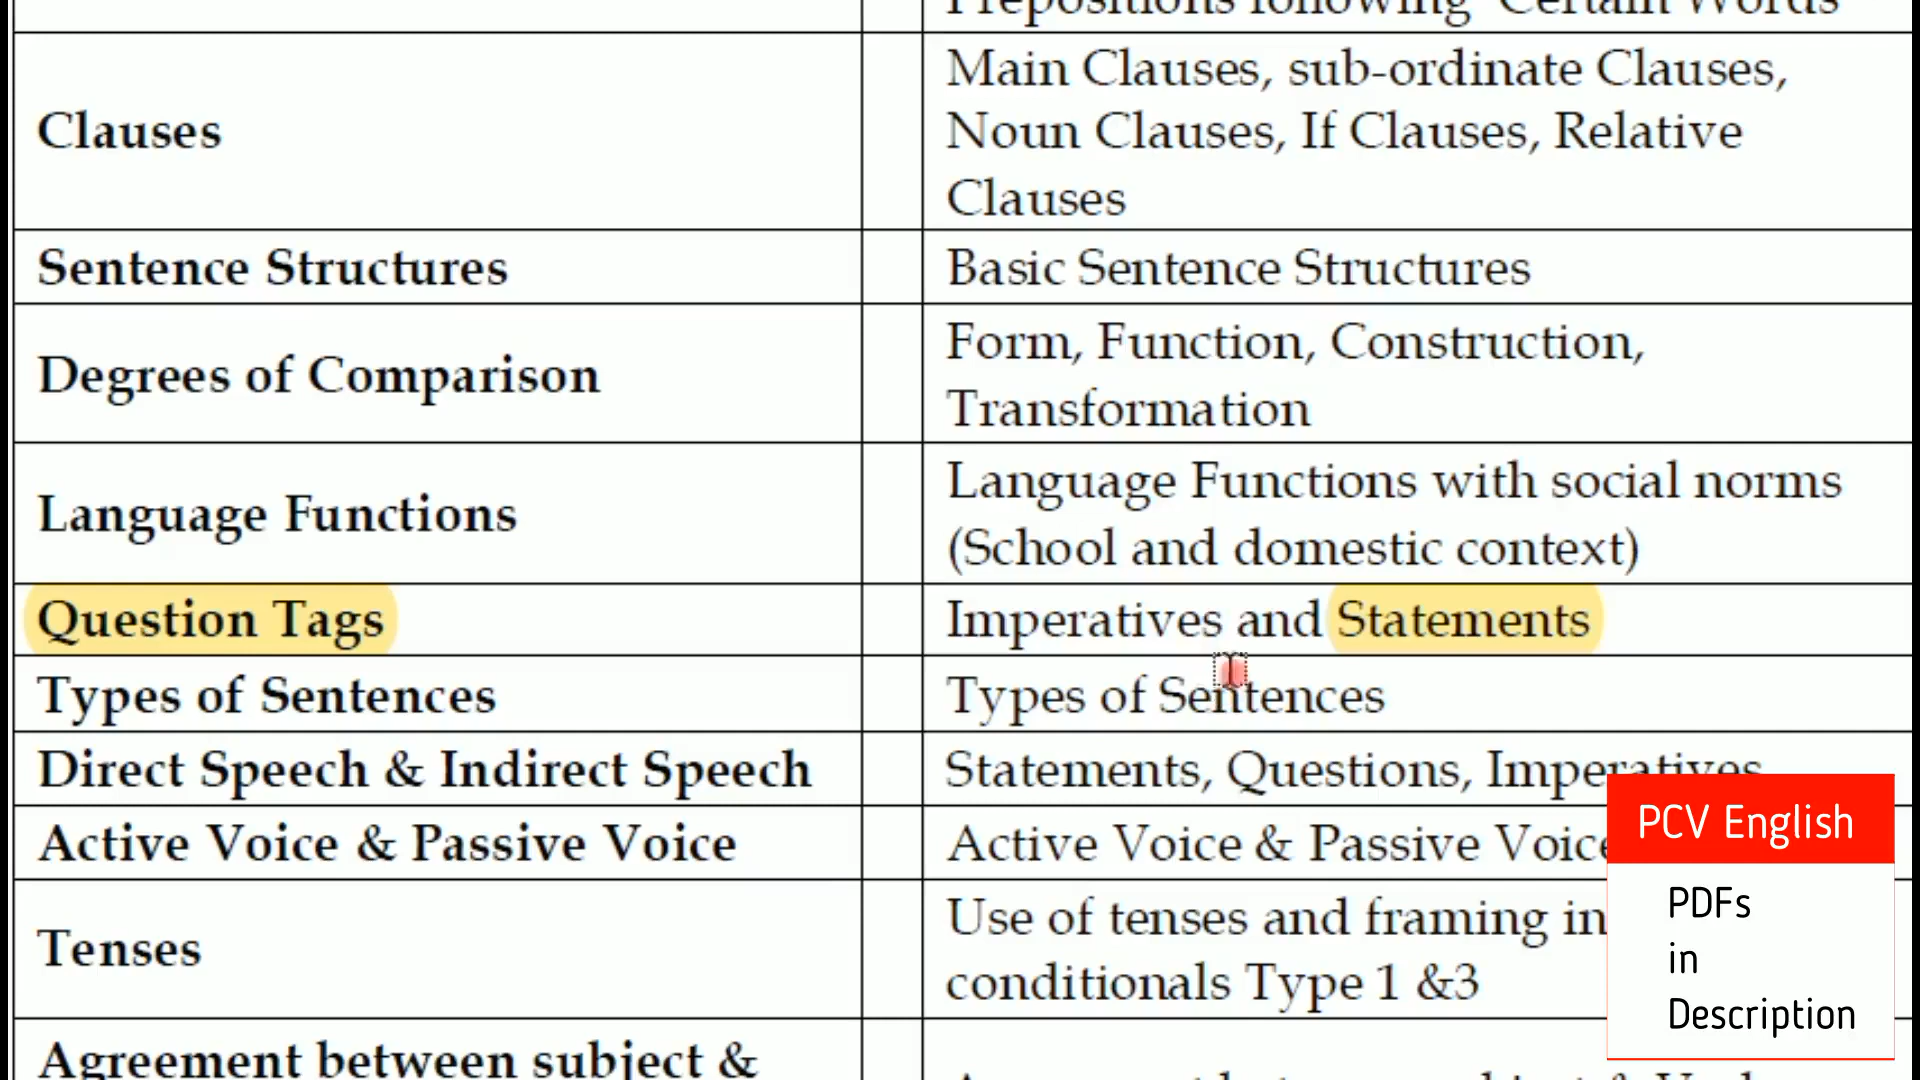 Prepositions following Certain Words
Clauses
Main Clauses, sub-ordinate Clauses,
Noun Clauses, If Clauses, Relative
Clauses
Sentence Structures
Basic Sentence Structures
Degrees of Comparison
Form, Function, Construction,
Transformation
Language Functions
Language Functions with social norms
(School and domestic context)
Question Tags
Imperatives and Statements
Types of Sentences
Types of Sentences
Direct Speech & Indirect Speech
Statements, Questions, Imperatives
Active Voice & Passive Voice
Active Voice & Passive Voice
Tenses
Use of tenses and framing in
conditionals Type 1 &3
Agreement between subject &
PCV English
PDFs
in
Description